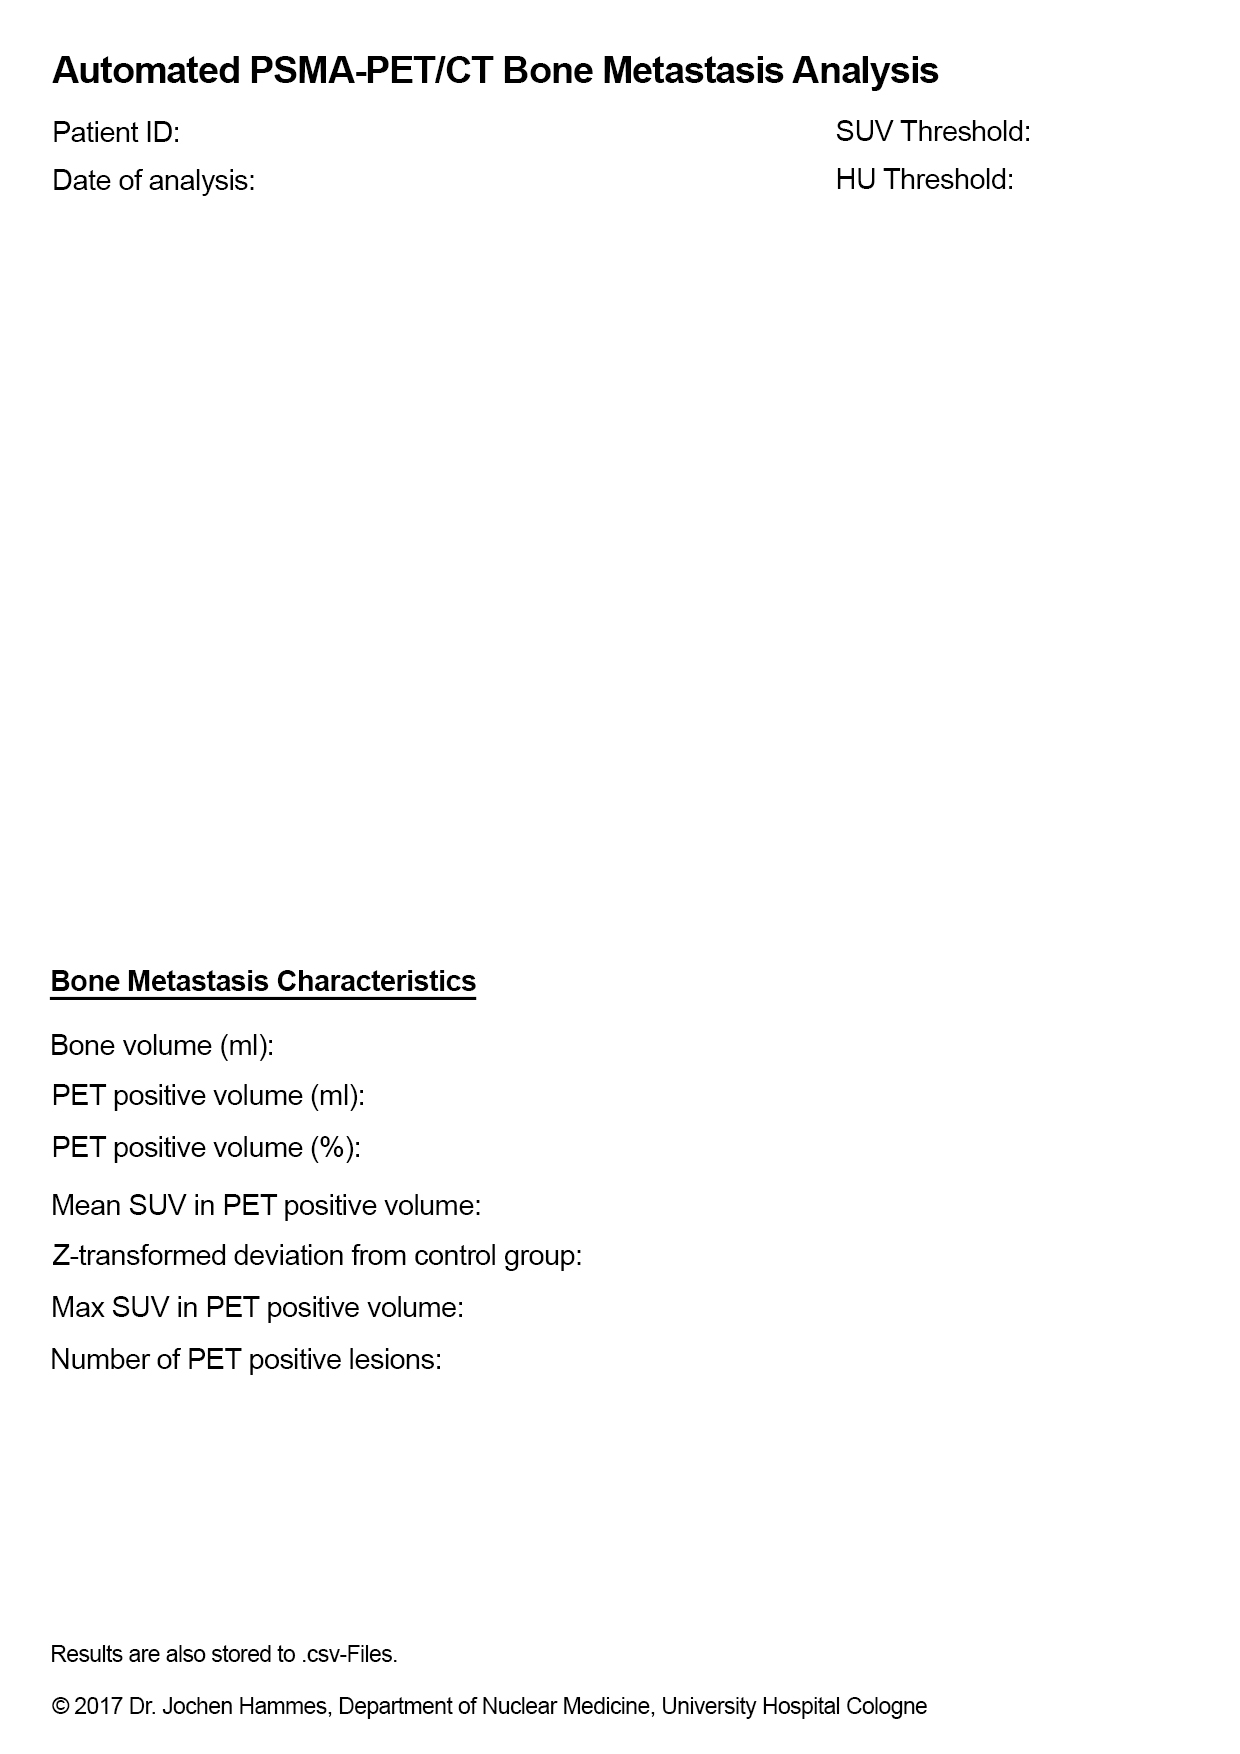 Automated PSMA-PET/CT Bone Metastasis Analysis
Patient ID:
SUV Threshold:
Date of analysis:
HU Threshold:
Bone Metastasis Characteristics
Bone volume (ml):
PET positive volume (ml):
PET positive volume (%):
Mean SUV in PET positive volume:
Z-transformed deviation from control group:
Max SUV in PET positive volume:
Number of PET positive lesions:
Results are also stored to .csv-Files.
© 2017 Dr. Jochen Hammes, Department of Nuclear Medicine, University Hospital Cologne